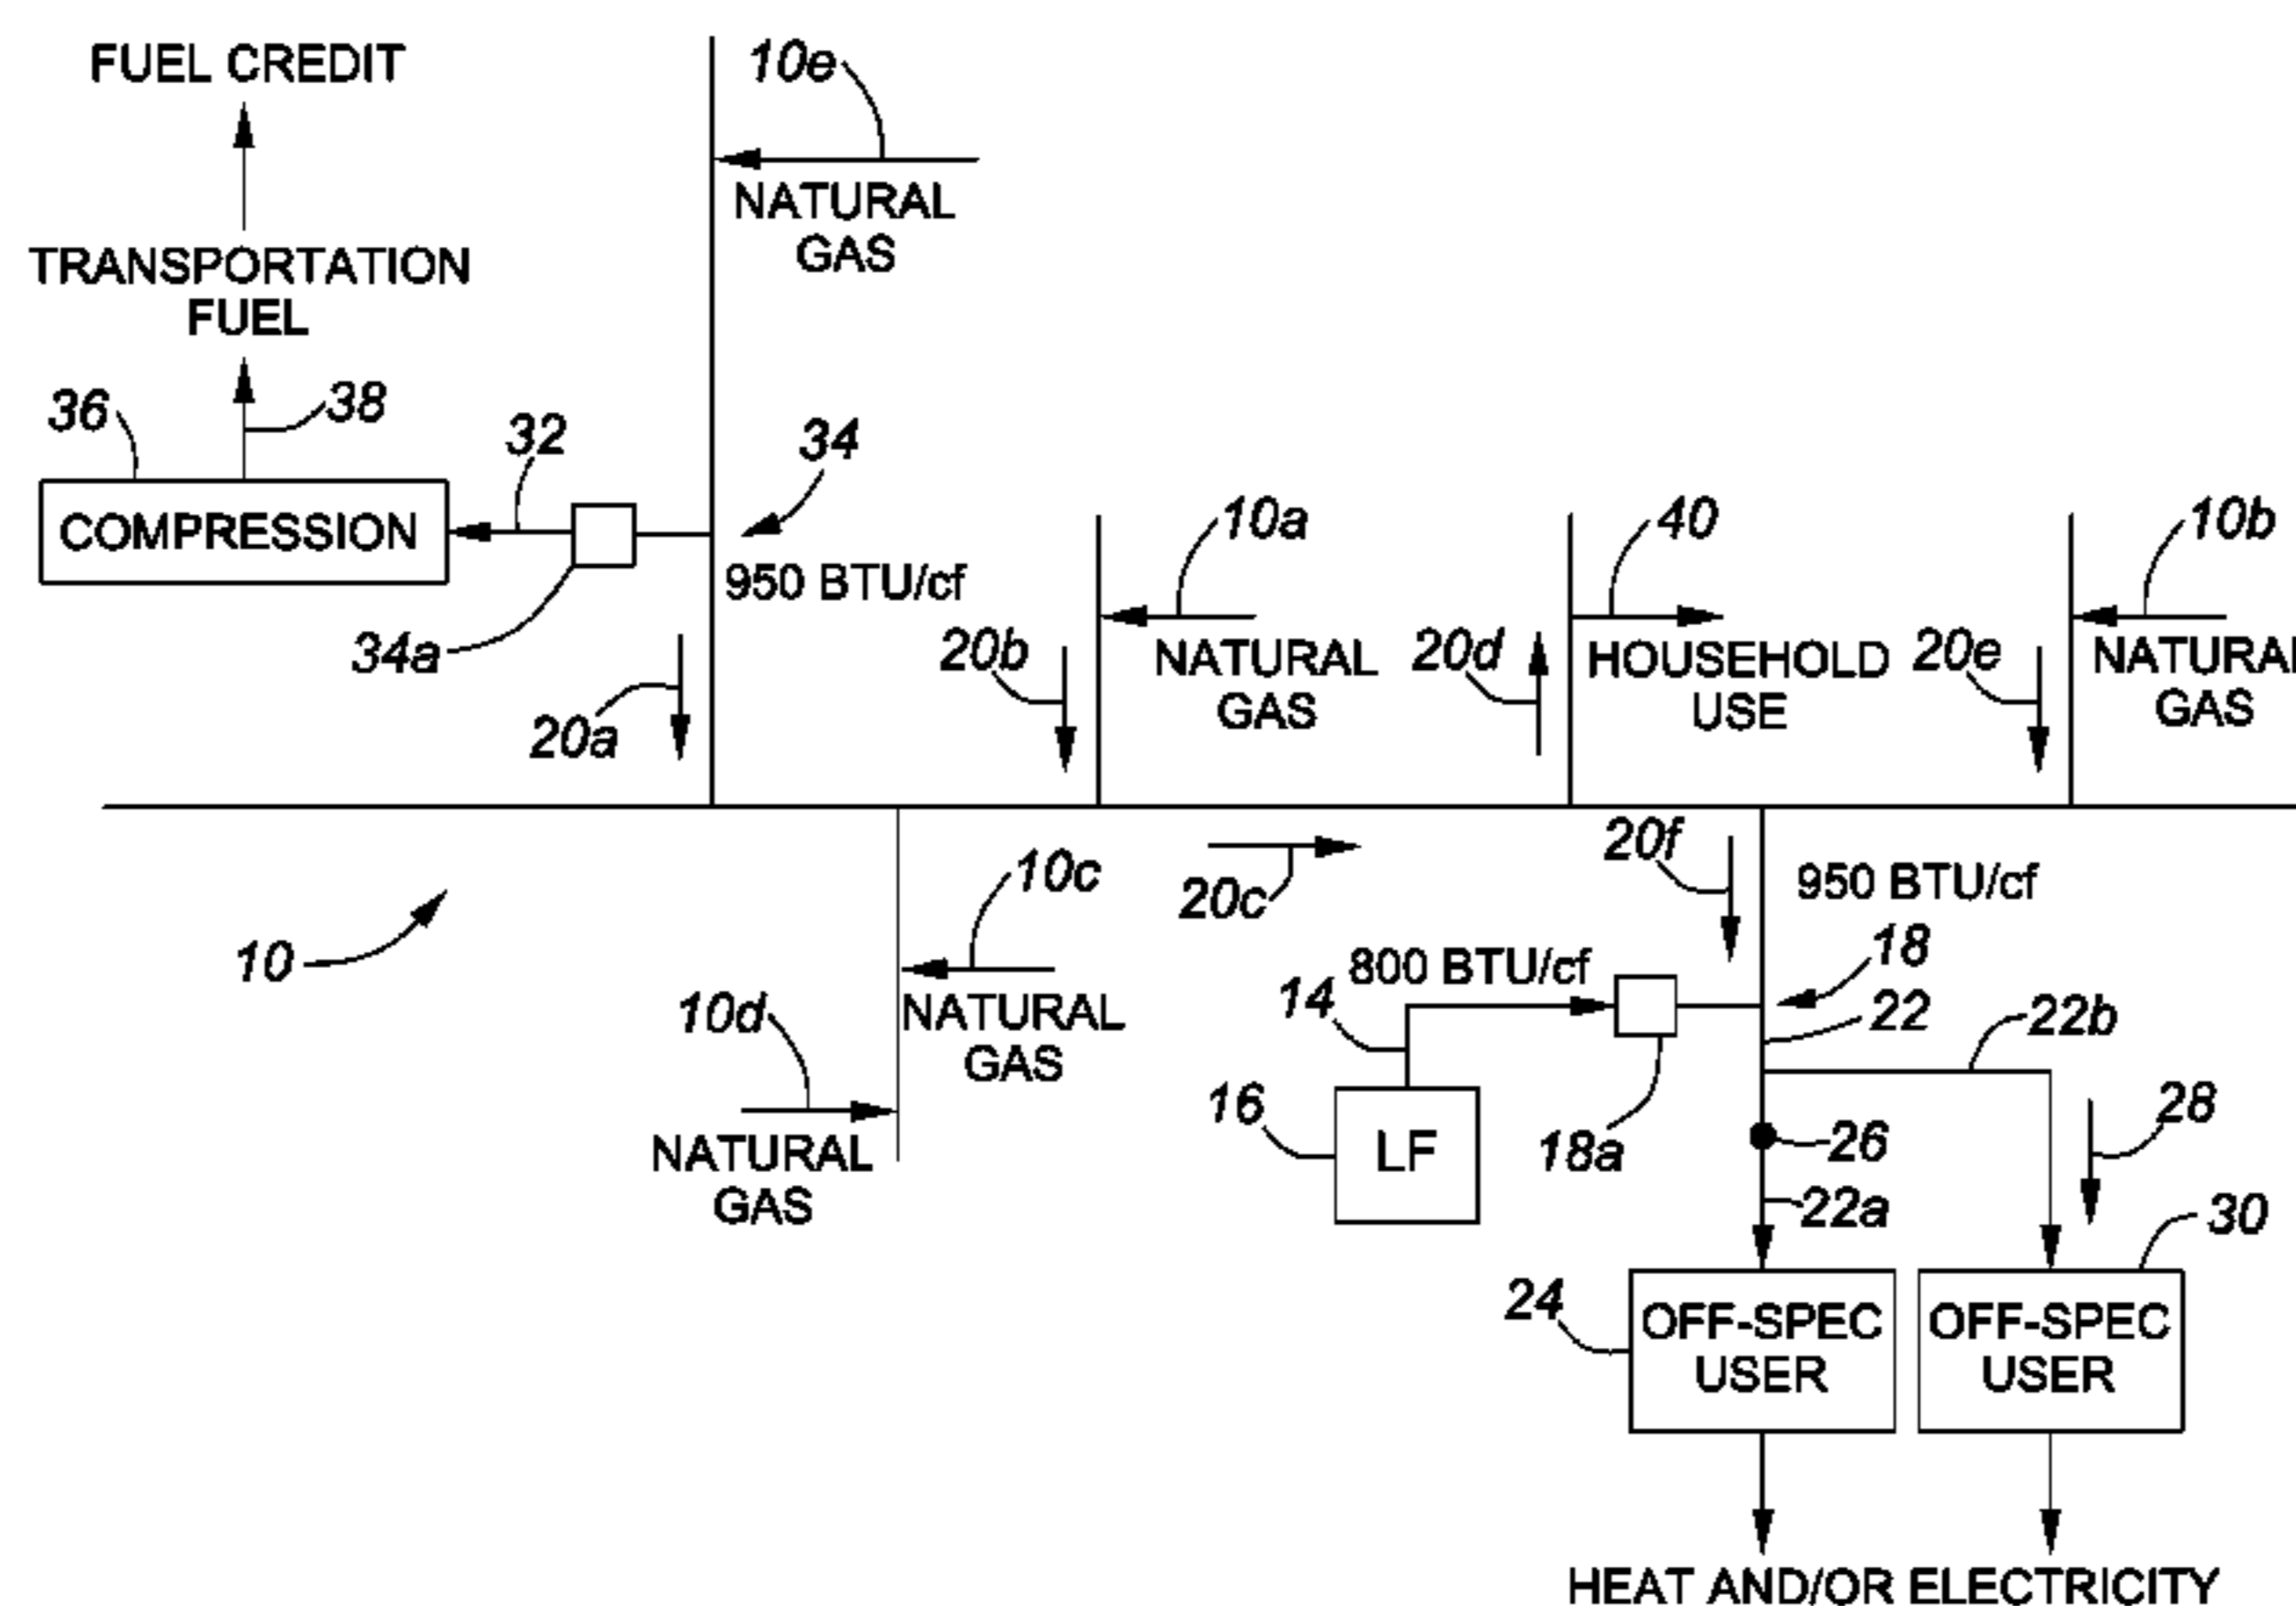 FUEL CREDIT
10e
NATURAL
GAS
TRANSPORTATION
FUEL
36
38
32
34
COMPRESSION
10a
40
10b
950 BTU/cf
34a
20b
NATURAL
GAS
20d
HOUSEHOLD
USE
20e
NATURAL
GAS
20a
20f
10c
20c
950 BTU/cf
10
800 BTU/cf
18
14
10d
NATURAL
GAS
22
22b
16
LF
18a
26
28
NATURAL
GAS
22a
30
24
OFF-SPEC
USER
OFF-SPEC
USER
HEAT AND/OR ELECTRICITY